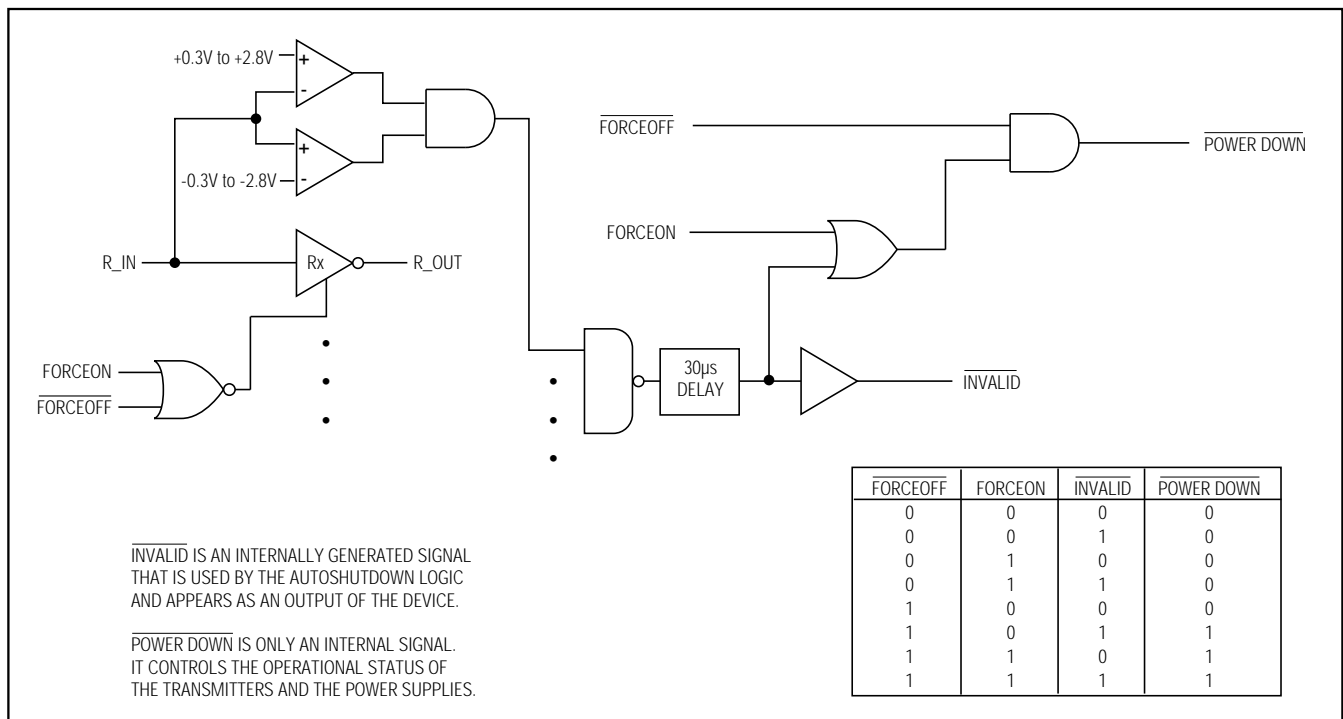 +0.3V to +2.8V
+
-
+
-
-0.3V to -2.8V
R_IN
Rx
R_OUT
FORCEON
FORCEOFF
FORCEOFF
POWER DOWN
FORCEON
30µs
DELAY
INVALID
FORCEOFF FORCEON INVALID POWER DOWN
0 0 0 0
0 0 1 0
0 1 0 0
0 1 1 0
1 0 0 0
1 0 1 1
1 1 0 1
1 1 1 1
INVALID IS AN INTERNALLY GENERATED SIGNAL
THAT IS USED BY THE AUTOSHUTDOWN LOGIC
AND APPEARS AS AN OUTPUT OF THE DEVICE.
POWER DOWN IS ONLY AN INTERNAL SIGNAL.
IT CONTROLS THE OPERATIONAL STATUS OF
THE TRANSMITTERS AND THE POWER SUPPLIES.